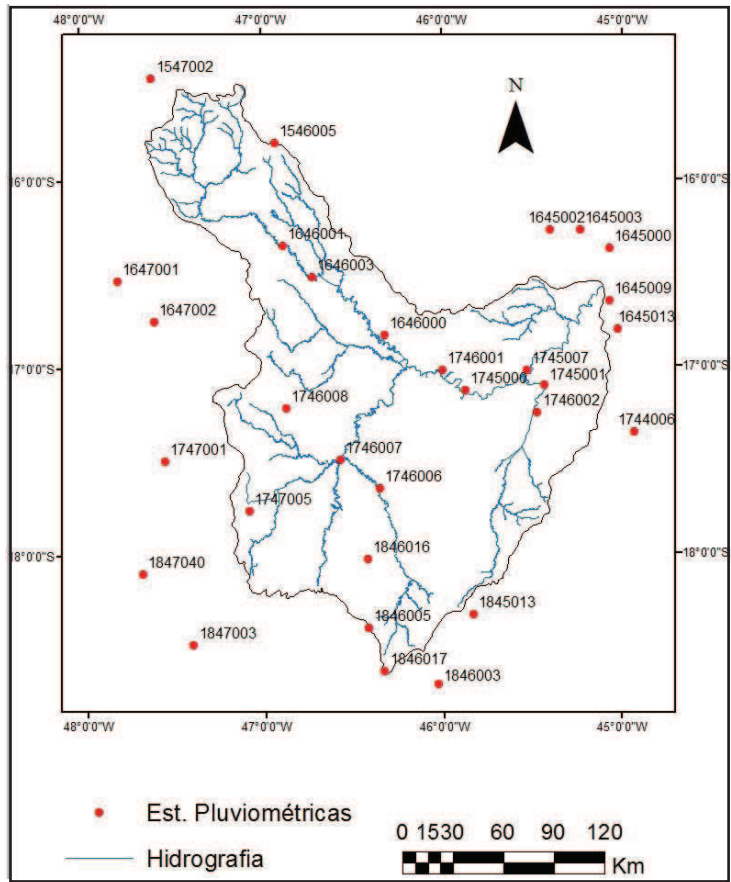 48°0'0"W 47°0'0"W 46°0'0"W 45°0'0"W
1547002
N
1546005
16°0'0"S 16°0'0"S
1645002 1645003
1646001 1645000
1646003
1647001
1645009
1647002 1645013
1646000
17°0'0"S 17°0'0"S
1746001 1745007
1745000 1745001
1746008 1746002
1744006
1747001 1746007
1746006
1747005
18°0'0"S 18°0'0"S
1846016
1847040
1845013
1846005
1847003
1846017
1846003
48°0'0"W 47°0'0"W 46°0'0"W 45°0'0"W
Est. Pluviométricas
Hidrografia
0 1530 60 90 120
Km